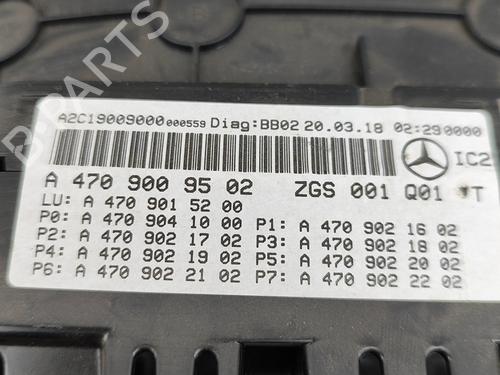 A2C19009000 000559 Diag:BB02 20.03.18 02:290000
IC2
A 470 900 95 02 ZGS 001 Q01 T
LU: A 470 901 52 00
P0: A 470 904 10 00 P1: A 470 902 16 02
P2: A 470 902 17 02 P3: A 470 902 18 02
P4: A 470 902 19 02 P5: A 470 902 20 02
P6: A 470 902 21 02 P7: A 470 902 22 02